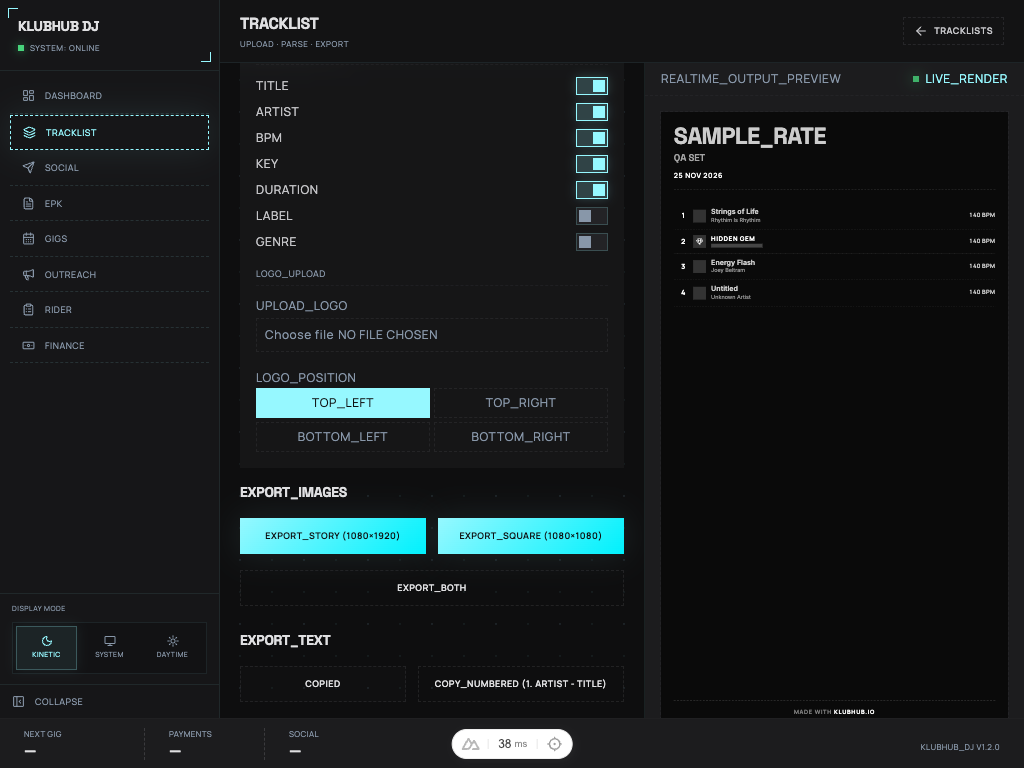 KLUBHUB DJ
SYSTEM: ONLINE
DASHBOARD
TRACKLIST
SOCIAL
EPK
GIGS
OUTREACH
RIDER
FINANCE
DISPLAY MODE
KINETIC
SYSTEM
DAYTIME
COLLAPSE
TRACKLIST
UPLOAD · PARSE · EXPORT
TRACKLISTS
TITLE
ARTIST
BPM
KEY
DURATION
LABEL
GENRE
LOGO_UPLOAD
UPLOAD_LOGO
Choose file NO FILE CHOSEN
LOGO_POSITION
TOP_LEFT
TOP_RIGHT
BOTTOM_LEFT
BOTTOM_RIGHT
EXPORT_IMAGES
EXPORT_STORY (1080×1920)
EXPORT_SQUARE (1080×1080)
EXPORT_BOTH
EXPORT_TEXT
COPIED
COPY_NUMBERED (1. ARTIST - TITLE)
REALTIME_OUTPUT_PREVIEW
LIVE_RENDER
SAMPLE_RATE
QA SET
25 NOV 2026
1 Strings of Life 140 BPM
Rhythim Is Rhythim
2 HIDDEN GEM 140 BPM
3 Energy Flash 140 BPM
Joey Beltram
4 Untitled 140 BPM
Unknown Artist
MADE WITH KLUBHUB.IO
NEXT GIG
—
PAYMENTS
—
SOCIAL
—
38 ms
KLUBHUB_DJ V1.2.0